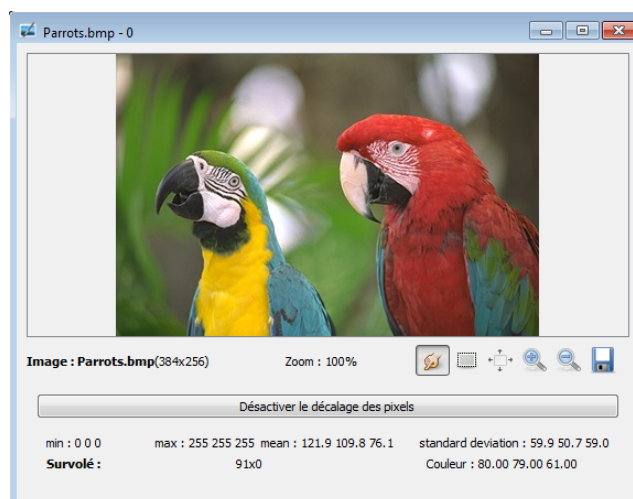 Parrots.bmp - 0
Image : Parrots.bmp(384x256) Zoom : 100%
Désactiver le décalage des pixels
min : 0 0 0 max : 255 255 255 mean : 121.9 109.8 76.1 standard deviation : 59.9 50.7 59.0
Survolé : 91x0 Couleur : 80.00 79.00 61.00